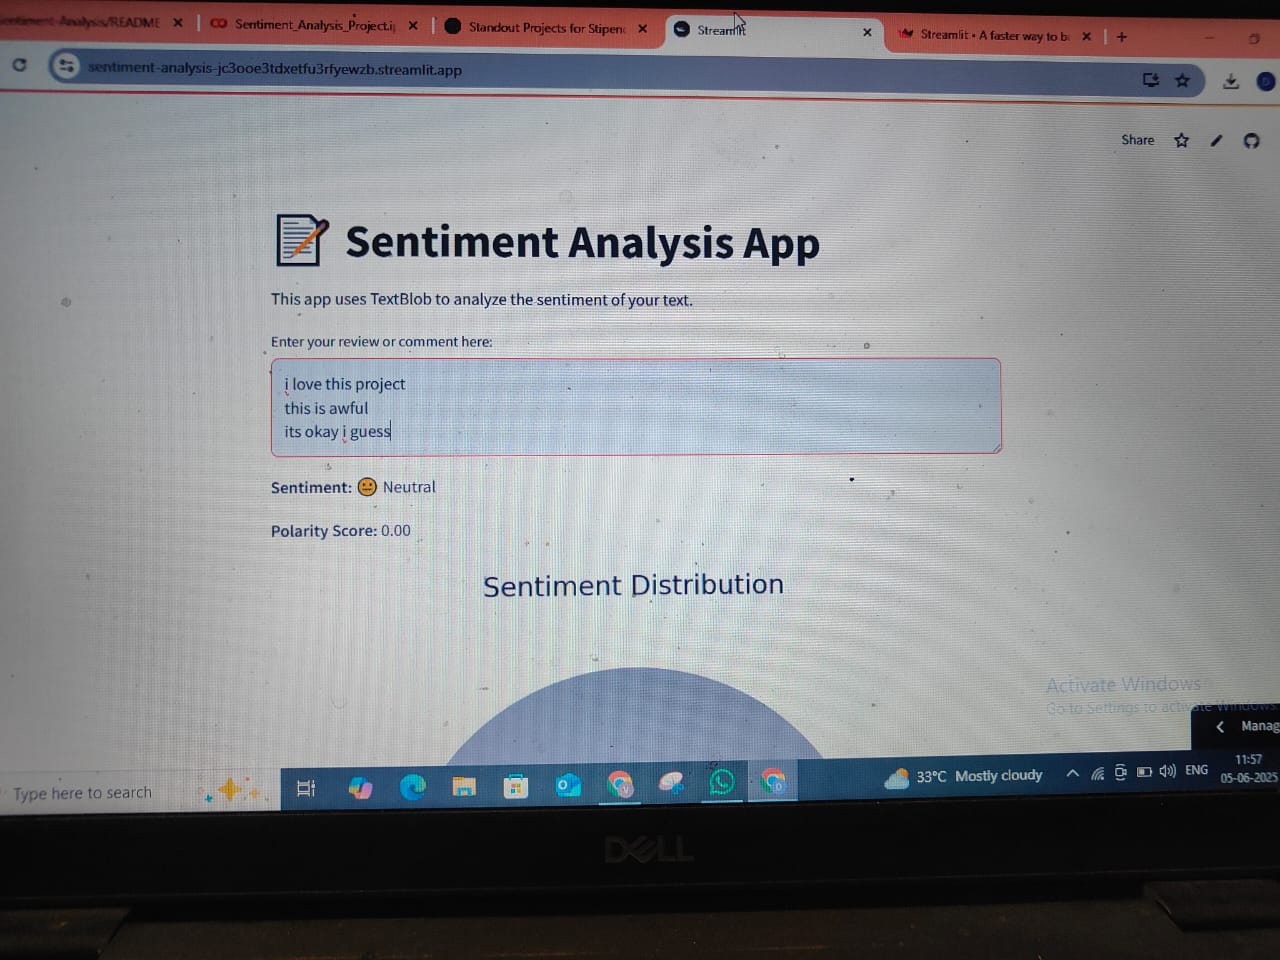 Sentiment-Analysis/README
Sentiment_Analysis_Project.i
Standout Projects for Stipen
Streamlit
Streamlit • A faster way to b
sentiment-analysis-jc3ooe3tdxetfu3rfyewzb.streamlit.app
Share
Sentiment Analysis App
This app uses TextBlob to analyze the sentiment of your text.
Enter your review or comment here:
i love this project
this is awful
its okay i guess
Sentiment: 😐 Neutral
Polarity Score: 0.00
Sentiment Distribution
Activate Windows
Go to Settings to activate Windows.
Manag
Type here to search
33°C Mostly cloudy
ENG
11:57
05-06-2025
DELL